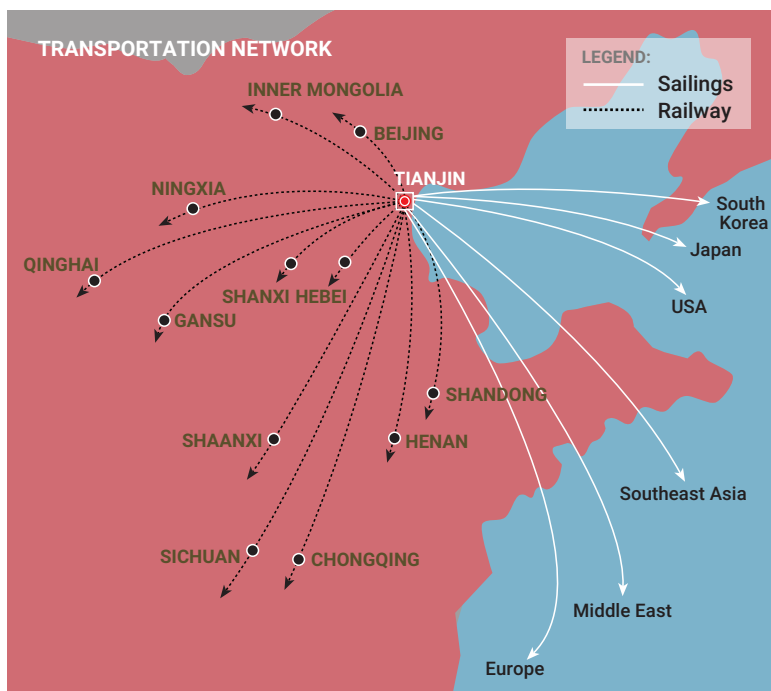 TRANSPORTATION NETWORK
LEGEND:
Sailings
Railway
INNER MONGOLIA
BEIJING
TIANJIN
NINGXIA
South
Korea
Japan
QINGHAI
SHANXI HEBEI
USA
GANSU
SHANDONG
SHAANXI
HENAN
Southeast Asia
SICHUAN
CHONGQING
Middle East
Europe